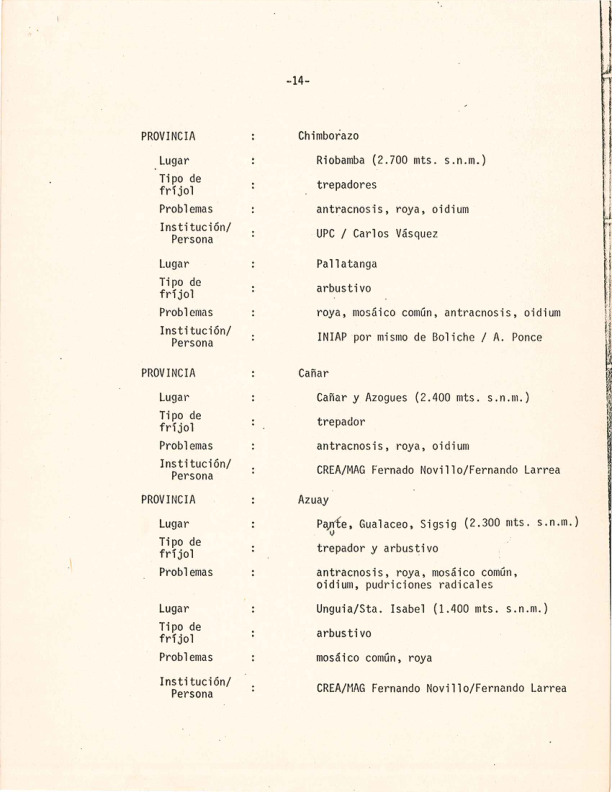 -14-
PROVINCIA : Chimborazo
Lugar : Riobamba (2.700 mts. s.n.m.)
Tipo de
fríjol : trepadores
Problemas : antracnosis, roya, oidium
Institución/
Persona : UPC / Carlos Vásquez
Lugar : Pallatanga
Tipo de
fríjol : arbustivo
Problemas : roya, mosáico común, antracnosis, oidium
Institución/
Persona : INIAP por mismo de Boliche / A. Ponce
PROVINCIA : Cañar
Lugar : Cañar y Azogues (2.400 mts. s.n.m.)
Tipo de
fríjol : trepador
Problemas : antracnosis, roya, oidium
Institución/
Persona : CREA/MAG Fernado Novillo/Fernando Larrea
PROVINCIA : Azuay
Lugar : Gualaceo, Sigsig (2.300 mts. s.n.m.)
Tipo de
fríjol : trepador y arbustivo
Problemas : antracnosis, roya, mosáico común,
oidium, pudriciones radicales
Lugar : Unguia/Sta. Isabel (1.400 mts. s.n.m.)
Tipo de
fríjol : arbustivo
Problemas : mosáico común, roya
Institución/
Persona : CREA/MAG Fernando Novillo/Fernando Larrea